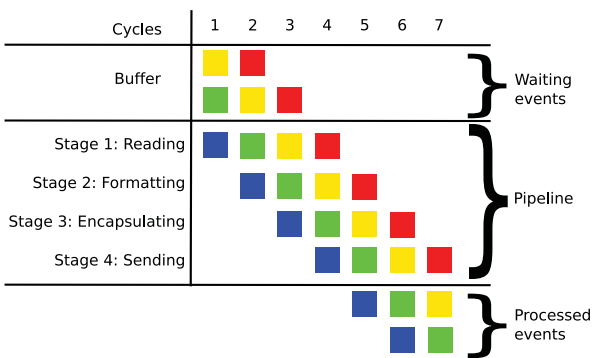 Cycles 1 2 3 4 5 6 7
Buffer
Waiting
events
Stage 1: Reading
Stage 2: Formatting
Stage 3: Encapsulating
Stage 4: Sending
Pipeline
Processed
events